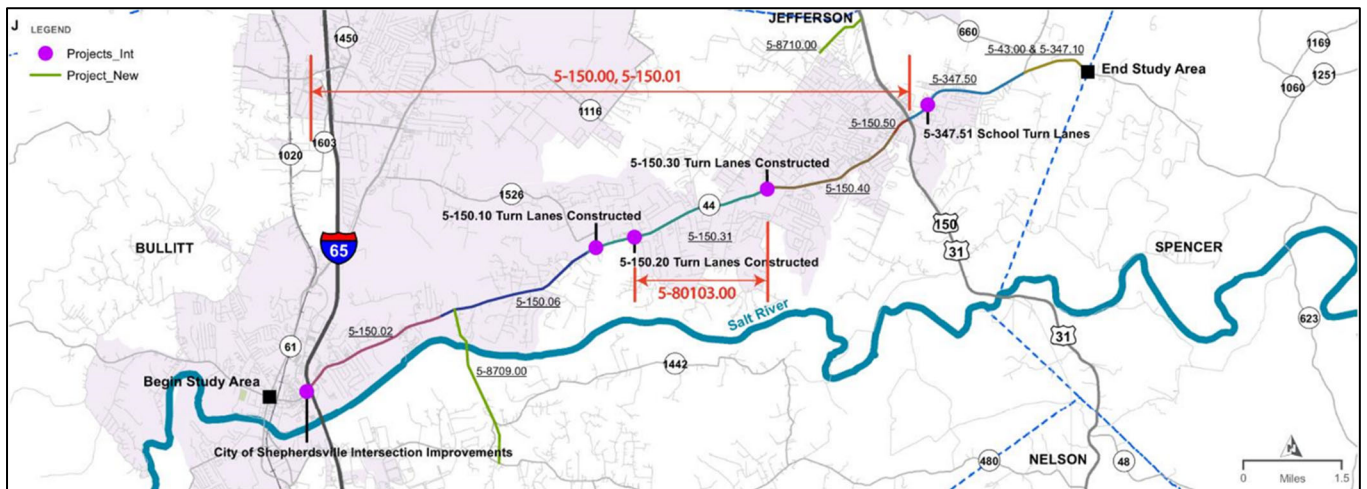 J
LEGEND
Projects_Int
Project_New
1450
JEFFERSON
5-8710.00
660
5-43.00 & 5-347.10
1169
1251
1060
End Study Area
5-150.00, 5-150.01
5-347.50
1116
5-150.50
5-347.51 School Turn Lanes
1603
1020
5-150.30 Turn Lanes Constructed
5-150.40
1526
44
5-150.10 Turn Lanes Constructed
150
31
BULLITT
65
5-150.31
SPENCER
5-150.20 Turn Lanes Constructed
5-80103.00
5-150.06
Salt River
5-150.02
623
31
61
1442
5-8709.00
Begin Study Area
City of Shepherdsville Intersection Improvements
480
NELSON
48
N
0 Miles 1.5